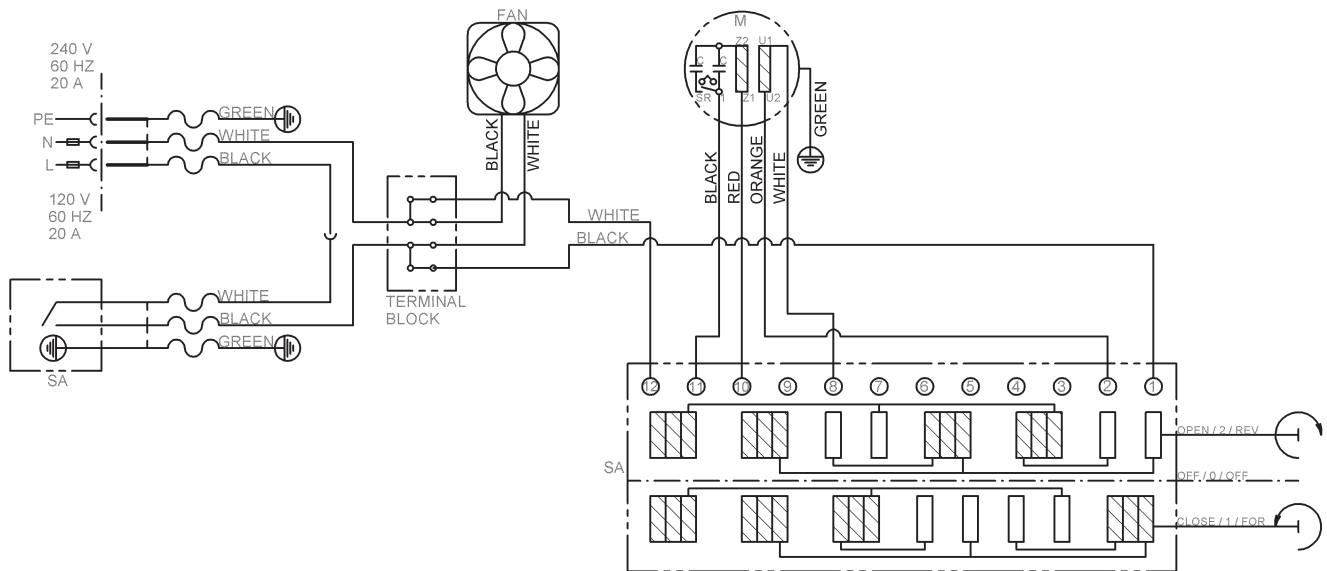 FAN
M
240 V
60 HZ
20 A
Z2 U1
C C
SR 1 Z1 U2
PE
GREEN
N
WHITE
L
BLACK
BLACK
WHITE
BLACK
RED
ORANGE
WHITE
GREEN
120 V
60 HZ
20 A
WHITE
BLACK
WHITE
BLACK
GREEN
SA
TERMINAL
BLOCK
12 11 10 9 8 7 6 5 4 3 2 1
OPEN / 2 / REV
SA
OFF / 0 / OFF
CLOSE / 1 / FOR